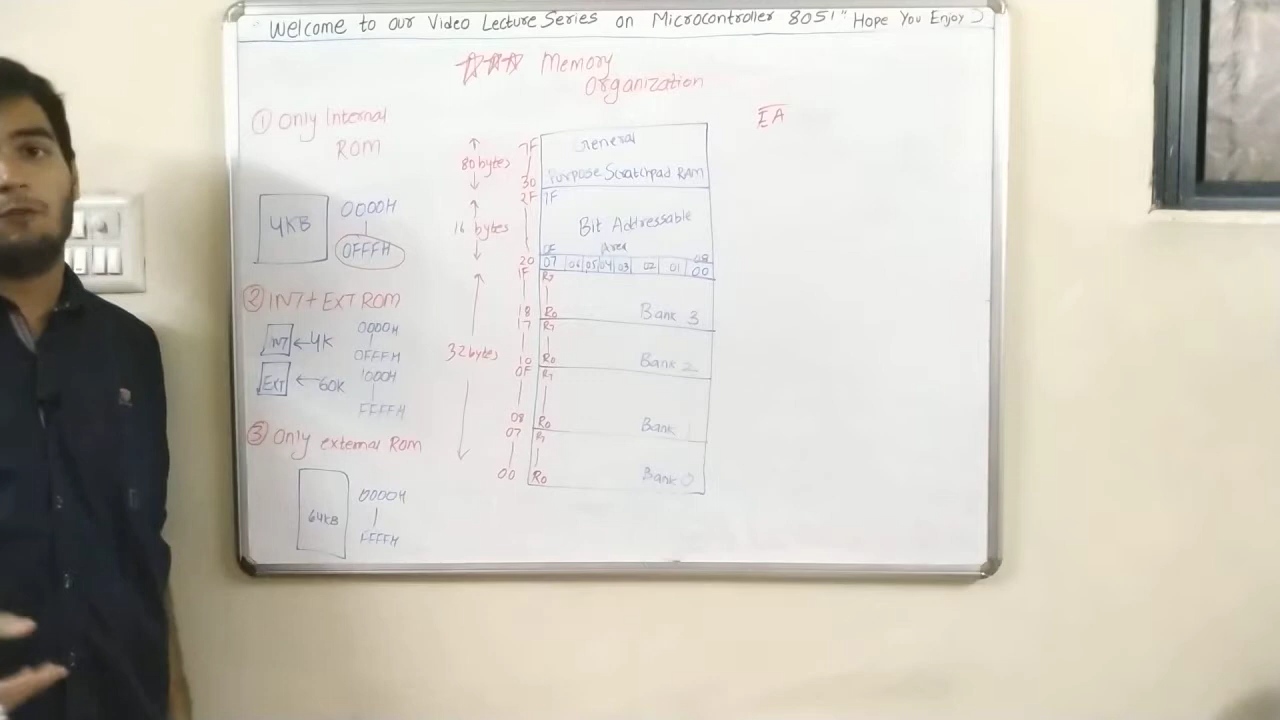 "Welcome to our Video Lecture Series on Microcontroller 8051" Hope You Enjoy
☆☆☆ Memory
Organization
① Only Internal
ROM
4KB
0000H
0FFFH
② INT + EXT ROM
INT ← 4K
0000H
0FFFH
EXT ← 60K
1000H
FFFFH
③ Only external Rom
64KB
0000H
FFFFH
80 bytes
16 bytes
32 bytes
7F
30
2F
20
1F
18
17
10
0F
08
07
00
General
Purpose Scratchpad RAM
7F
Bit Addressable
Area
0F
08
07 06 05 04 03 02 01 00
R7
R0 Bank 3
R7
R0 Bank 2
R7
R0 Bank 1
R7
R0 Bank 0
EA